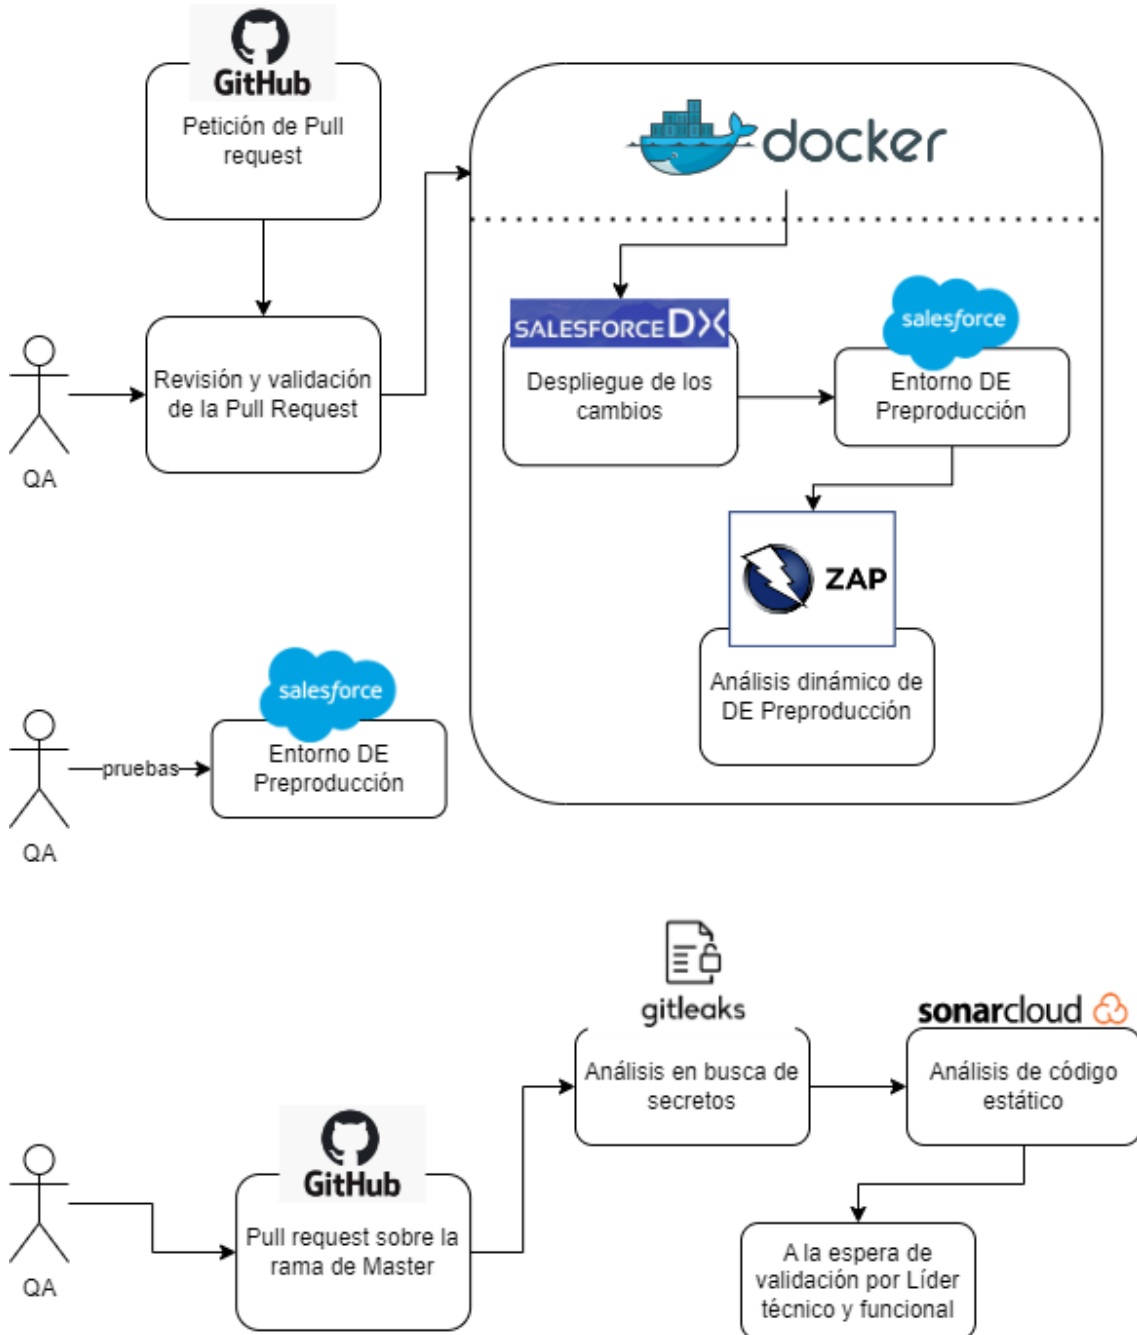 GitHub
Petición de Pull
request
docker
SALESFORCE DX
Despliegue de los
cambios
salesforce
Entorno DE
Preproducción
Revisión y validación
de la Pull Request
QA
ZAP
Análisis dinámico de
DE Preproducción
salesforce
Entorno DE
Preproducción
pruebas
QA
gitleaks
Análisis en busca de
secretos
sonarcloud
Análisis de código
estático
GitHub
Pull request sobre la
rama de Master
QA
A la espera de
validación por Líder
técnico y funcional